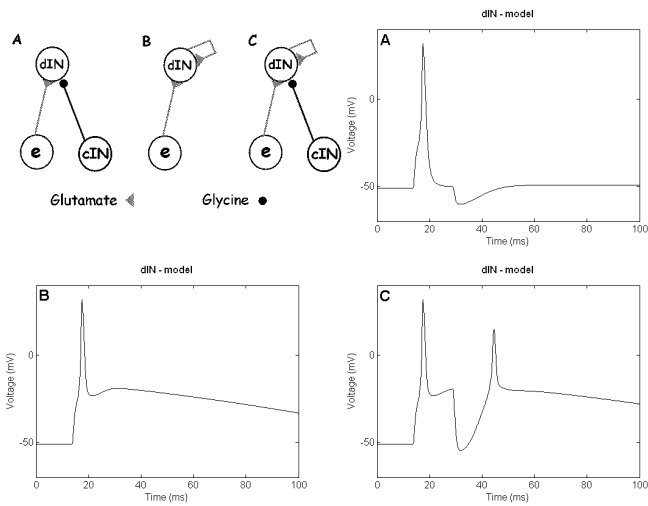 A
B
C
dIN
dIN
dIN
e
cIN
e
e
cIN
Glutamate
Glycine
dIN - model
A
Voltage (mV)
0
-50
0
20
40
60
80
100
Time (ms)
dIN - model
B
Voltage (mV)
0
-50
0
20
40
60
80
100
Time (ms)
dIN - model
C
Voltage (mV)
0
-50
0
20
40
60
80
100
Time (ms)